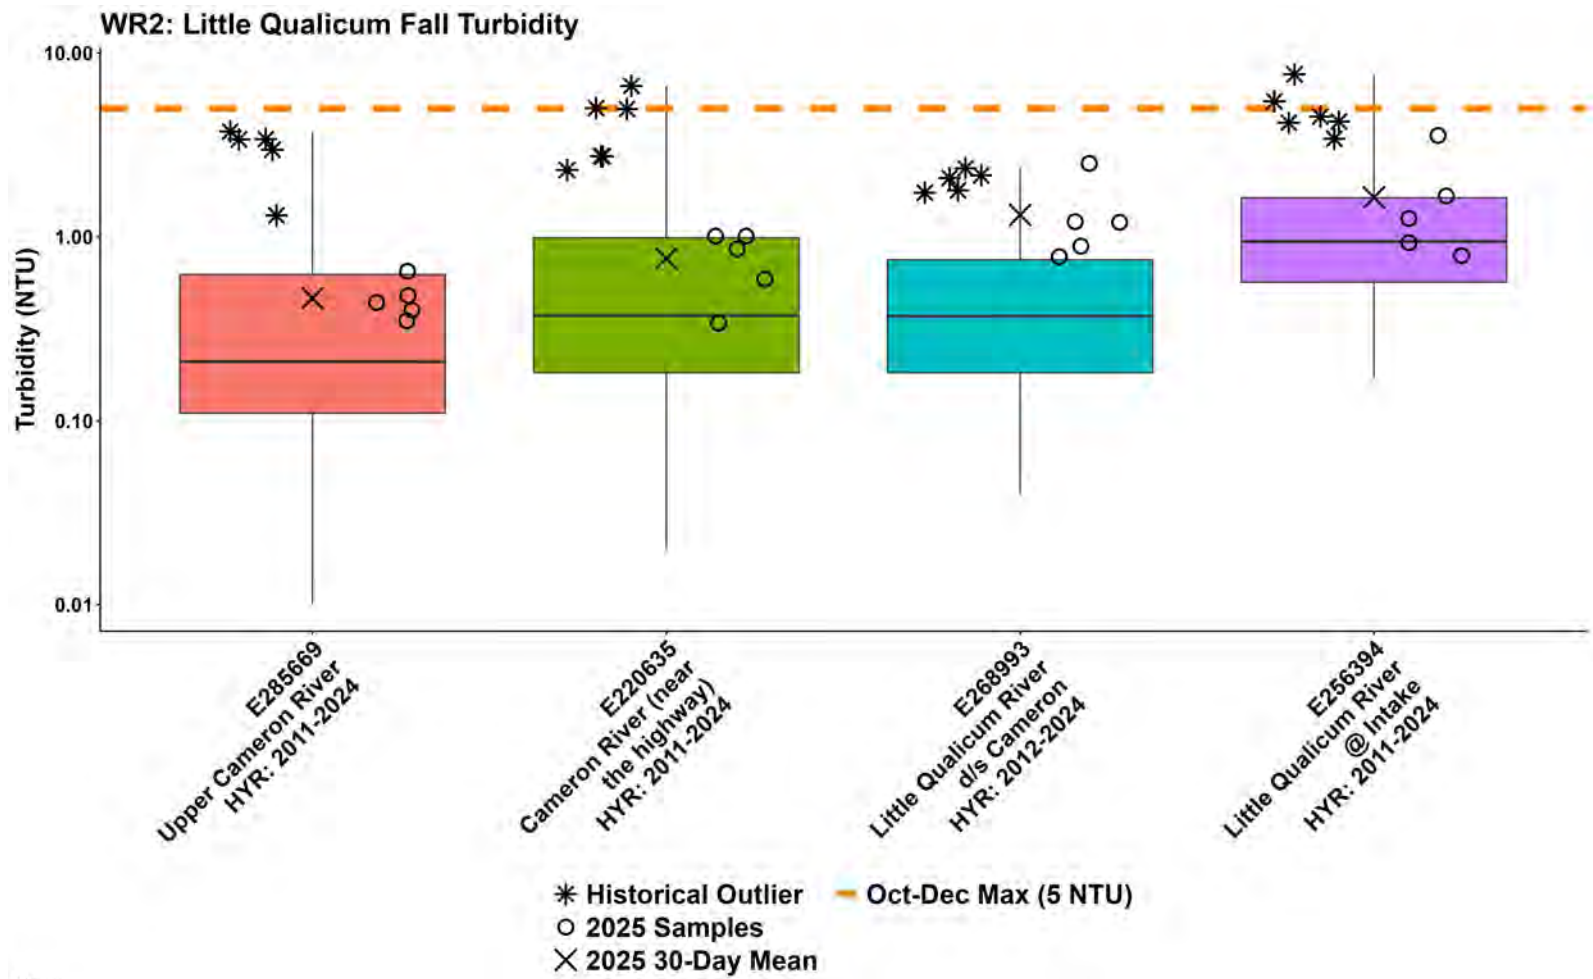 WR2: Little Qualicum Fall Turbidity
Turbidity (NTU)
10.00
1.00
0.10
0.01
E285669
Upper Cameron River
HYR: 2011-2024
E220635
Cameron River (near
the highway)
HYR: 2011-2024
E268993
Little Qualicum River
d/s Cameron
HYR: 2012-2024
E256394
Little Qualicum River
@ Intake
HYR: 2011-2024
Historical Outlier
2025 Samples
2025 30-Day Mean
Oct-Dec Max (5 NTU)